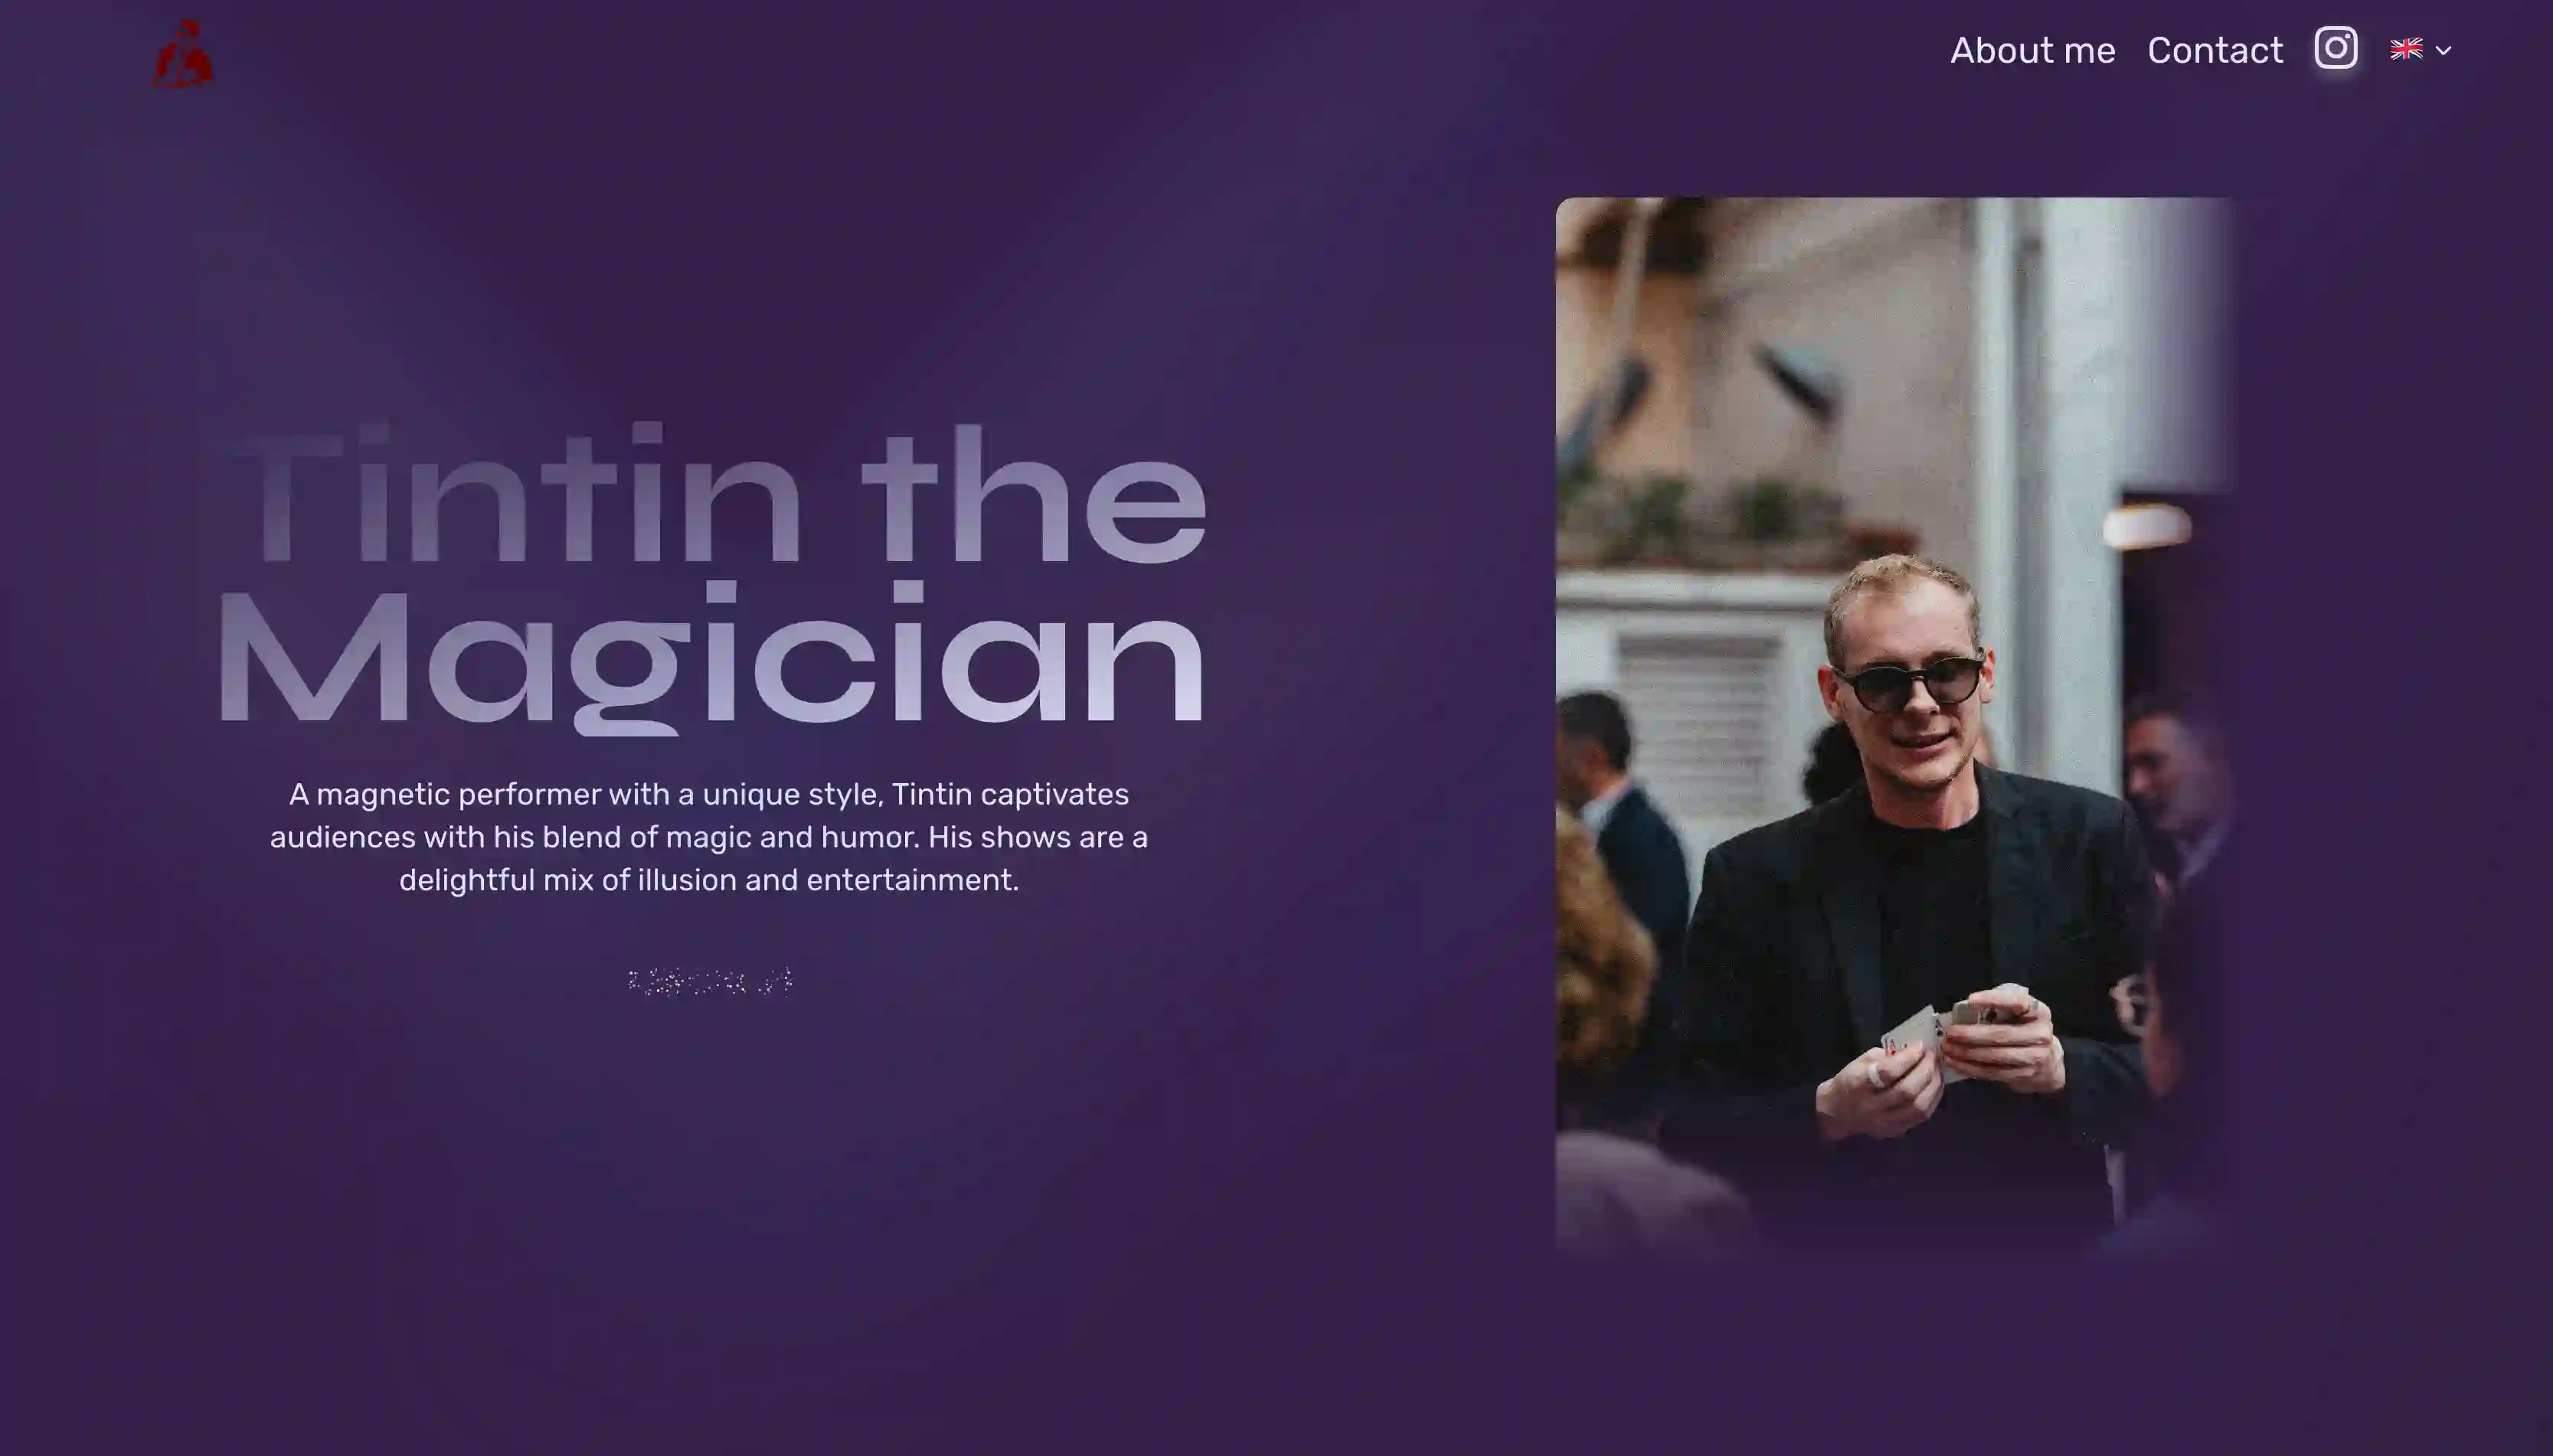 About me Contact
Tintin the
Magician
A magnetic performer with a unique style, Tintin captivates
audiences with his blend of magic and humor. His shows are a
delightful mix of illusion and entertainment.